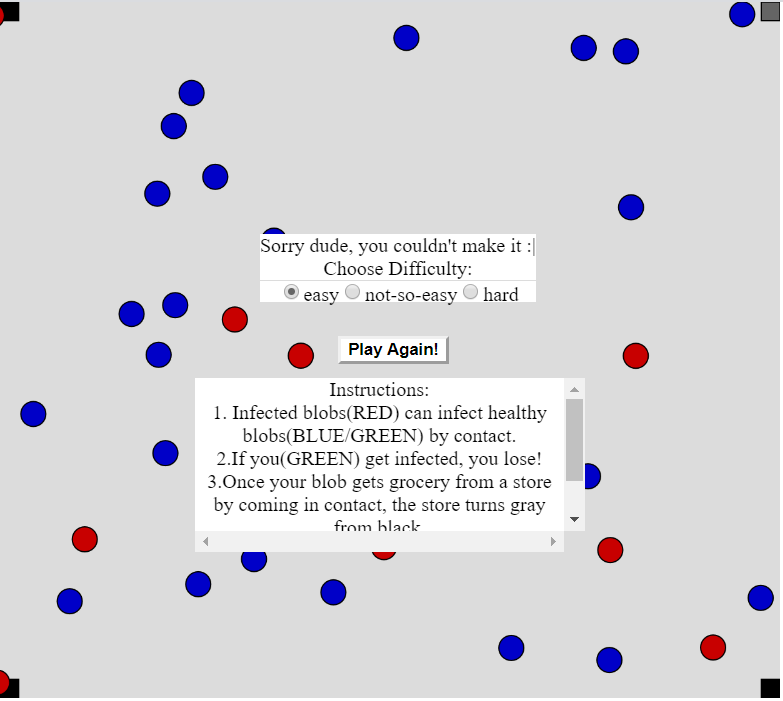 Sorry dude, you couldn't make it :|
Choose Difficulty:
easy not-so-easy hard
Play Again!
Instructions:
1. Infected blobs(RED) can infect healthy
blobs(BLUE/GREEN) by contact.
2.If you(GREEN) get infected, you lose!
3.Once your blob gets grocery from a store
by coming in contact, the store turns gray
from black